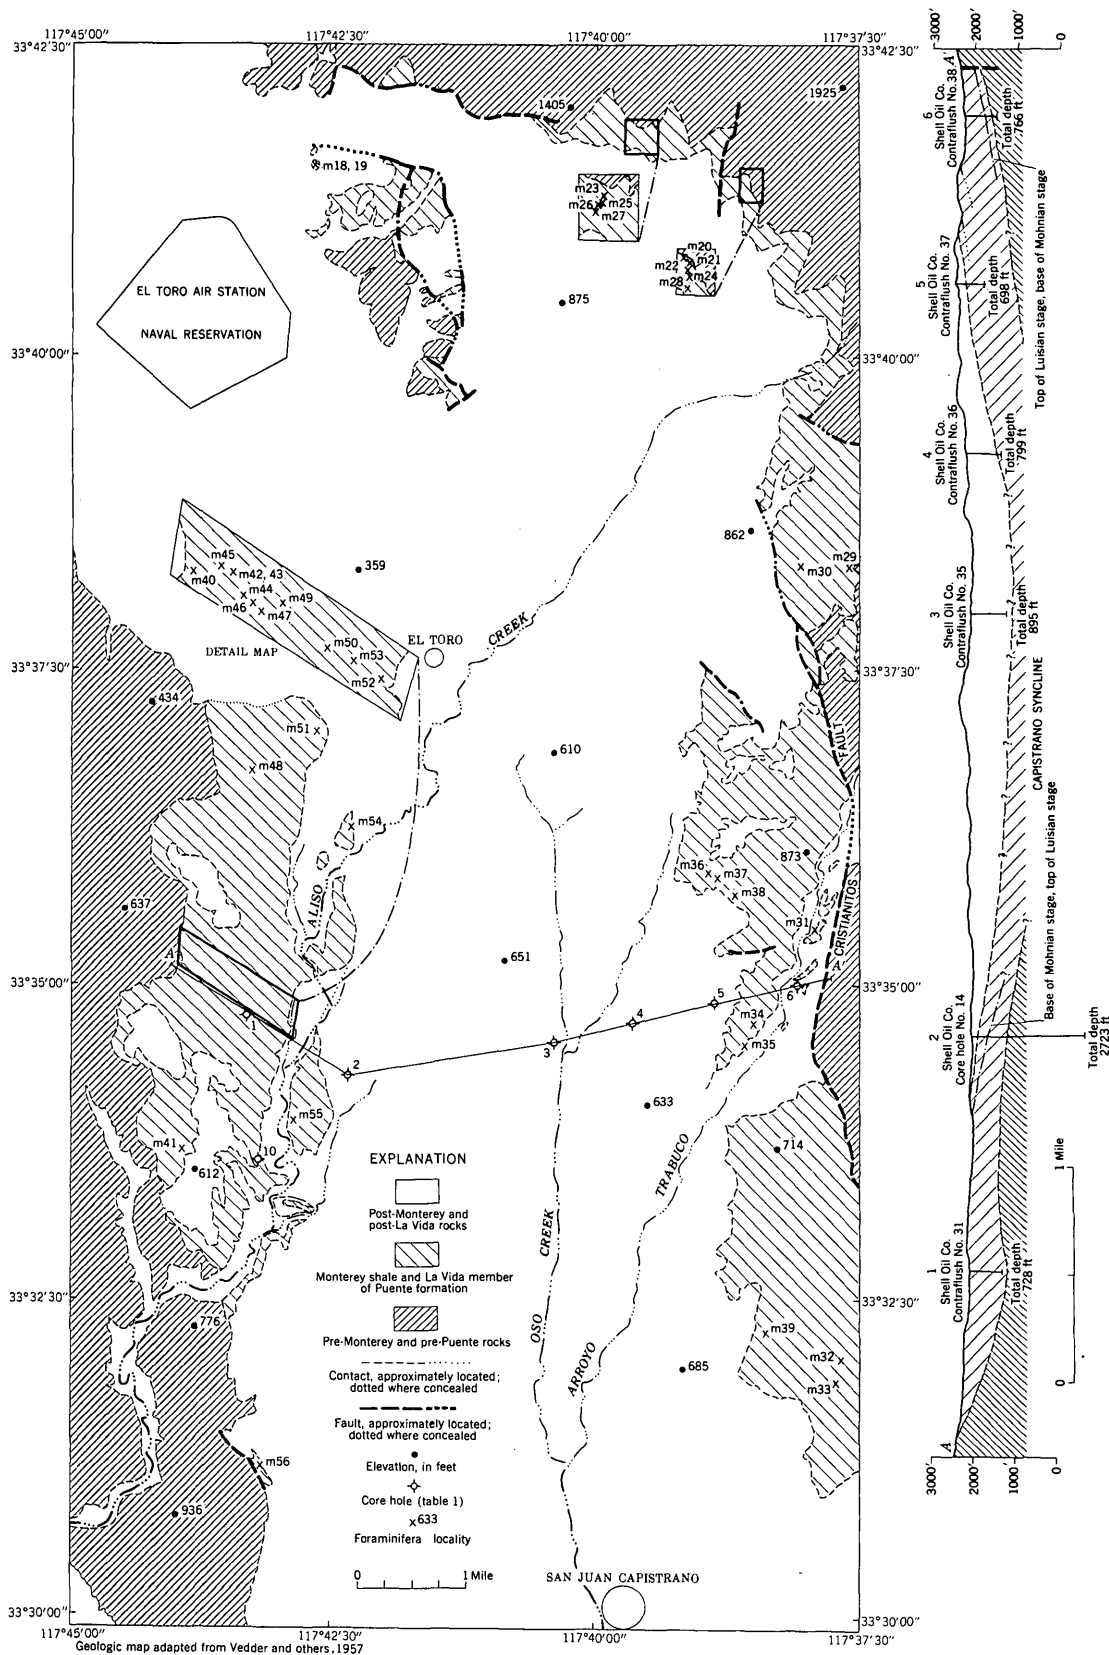 117°45'00"
117°42'30"
117°40'00"
117°37'30"
33°42'30"
33°42'30"
1405
1925
m18, 19
m23
m26
m25
m27
m20
m22
m21
m24
m28
875
EL TORO AIR STATION
NAVAL RESERVATION
33°40'00"
33°40'00"
862
m29
m30
m45
m40
m42, 43
m44
m49
m46
m47
m50
m53
m52
359
DETAIL MAP
EL TORO
CREEK
33°37'30"
33°37'30"
434
m51
m48
610
FAULT
m54
873
m36
m37
m38
m31
637
ALISO
CRISTIANITOS
651
A
A'
33°35'00"
33°35'00"
1
2
3
4
5
6
m34
m35
633
m55
m41
10
612
714
TRABUCO
EXPLANATION
Post-Monterey and
post-La Vida rocks
Monterey shale and La Vida member
of Puente formation
Pre-Monterey and pre-Puente rocks
Contact, approximately located;
dotted where concealed
Fault, approximately located;
dotted where concealed
Elevation, in feet
Core hole (table 1)
x633
Foraminifera locality
0 1 Mile
CREEK
OSO
ARROYO
33°32'30"
33°32'30"
776
m39
m32
m33
685
m56
936
SAN JUAN CAPISTRANO
33°30'00"
33°30'00"
117°45'00"
117°42'30"
117°40'00"
117°37'30"
Geologic map adapted from Vedder and others, 1957
3000'
2000'
1000'
0
A'
6
Shell Oil Co.
Contraflush No. 38
Total depth
766 ft
5
Shell Oil Co.
Contraflush No. 37
Total depth
698 ft
Top of Luisian stage, base of Mohnian stage
4
Shell Oil Co.
Contraflush No. 36
Total depth
799 ft
?
?
3
Shell Oil Co.
Contraflush No. 35
Total depth
895 ft
?
CAPISTRANO SYNCLINE
?
?
?
Base of Mohnian stage, top of Luisian stage
2
Shell Oil Co.
Core hole No. 14
Total depth
2723 ft
1 Mile
0
1
Shell Oil Co.
Contraflush No. 31
Total depth
728 ft
A
3000'
2000'
1000'
0